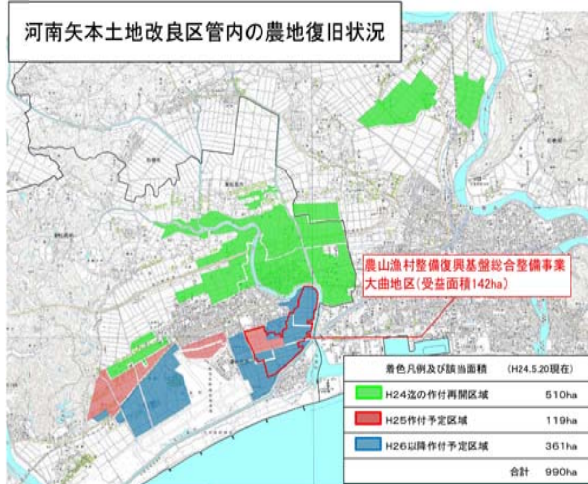 河南矢本土地改良区管内の農地復旧状況
農山漁村整備復興基盤総合整備事業
大曲地区(受益面積142ha)
着色凡例及び該当面積 (H24.5.20現在)
H24迄の作付再開区域 510ha
H25作付予定区域 119ha
H26以降作付予定区域 361ha
合計 990ha